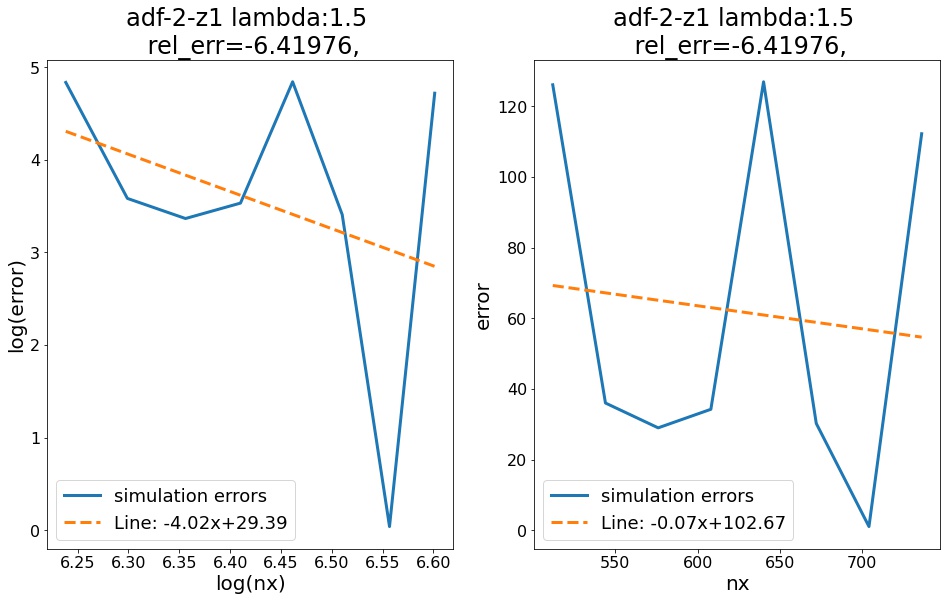 adf-2-z1 lambda:1.5
rel_err=-6.41976,
log(error)
5
4
3
2
1
0
simulation errors
Line: -4.02x+29.39
6.25 6.30 6.35 6.40 6.45 6.50 6.55 6.60
log(nx)
adf-2-z1 lambda:1.5
rel_err=-6.41976,
error
120
100
80
60
40
20
0
simulation errors
Line: -0.07x+102.67
550 600 650 700
nx